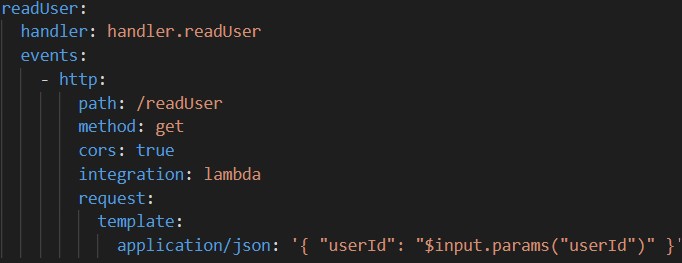 readUser:
  handler: handler.readUser
  events:
    - http:
        path: /readUser
        method: get
        cors: true
        integration: lambda
        request:
          template:
            application/json: '{ "userId": "$input.params("userId")" }'